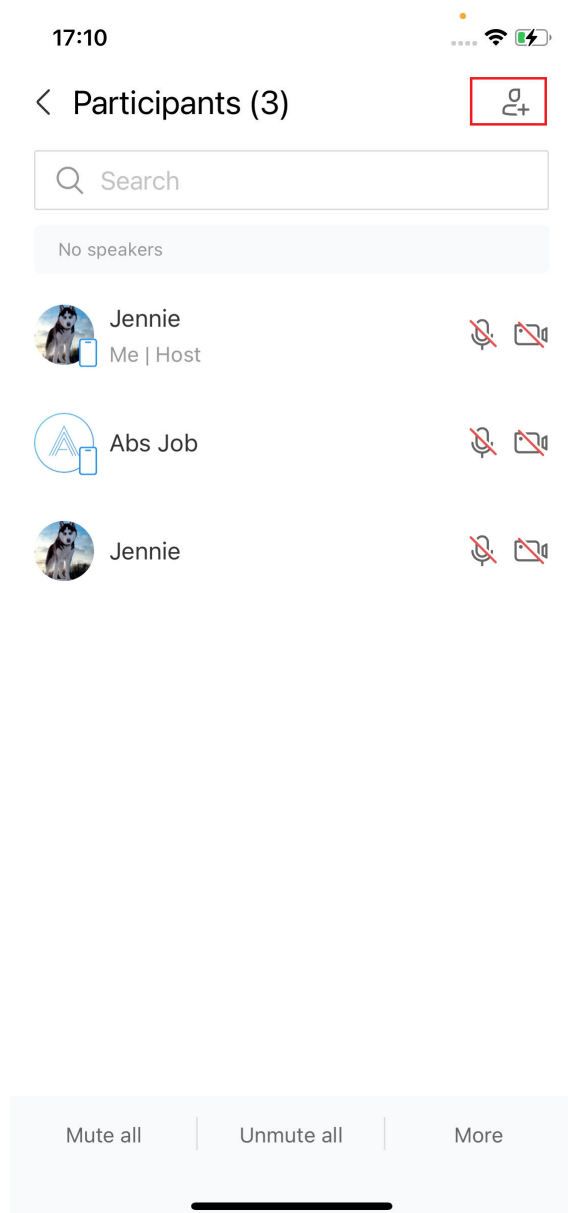 17:10
Participants (3)
Search
No speakers
Jennie
Me | Host
Abs Job
Jennie
Mute all
Unmute all
More